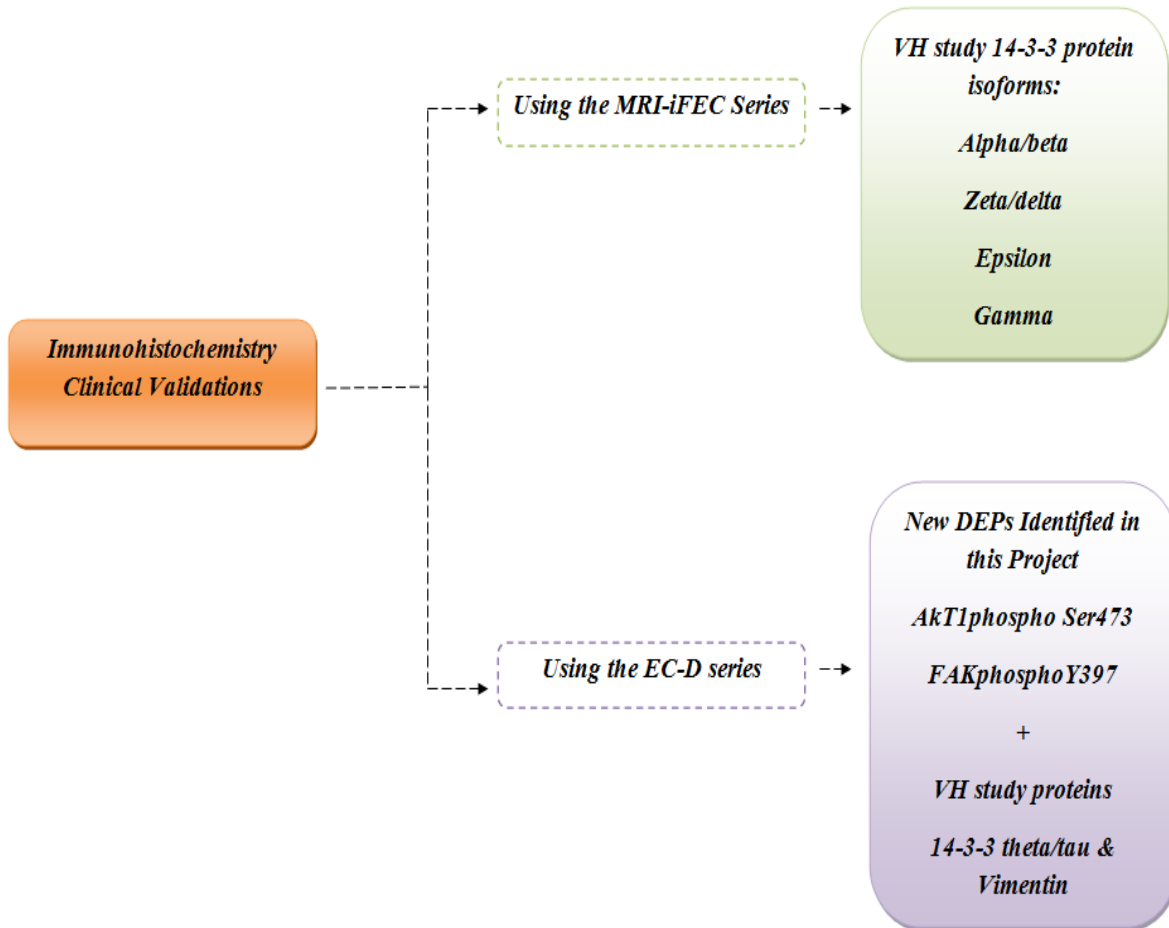 Immunohistochemistry
Clinical Validations
Using the MRI-iFEC Series
VH study 14-3-3 protein
isoforms:
Alpha/beta
Zeta/delta
Epsilon
Gamma
Using the EC-D series
New DEPs Identified in
this Project
AkT1phospho Ser473
FAKphosphoY397
+
VH study proteins
14-3-3 theta/tau &
Vimentin